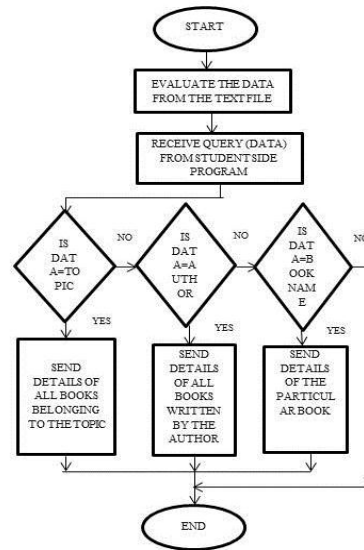 START
EVALUATE THE DATA
FROM THE TEXT FILE
RECEIVE QUERY (DATA)
FROM STUDENT SIDE
PROGRAM
IS
DAT
A=TO
PIC
NO
IS
DAT
A=A
UTH
OR
NO
IS
DAT
A=B
OOK
NAM
E
NO
YES
YES
YES
SEND
DETAILS OF
ALL BOOKS
BELONGING
TO THE TOPIC
SEND
DETAILS
OF ALL
BOOKS
WRITTEN
BY THE
AUTHOR
SEND
DETAILS
OF THE
PARTICUL
AR BOOK
END